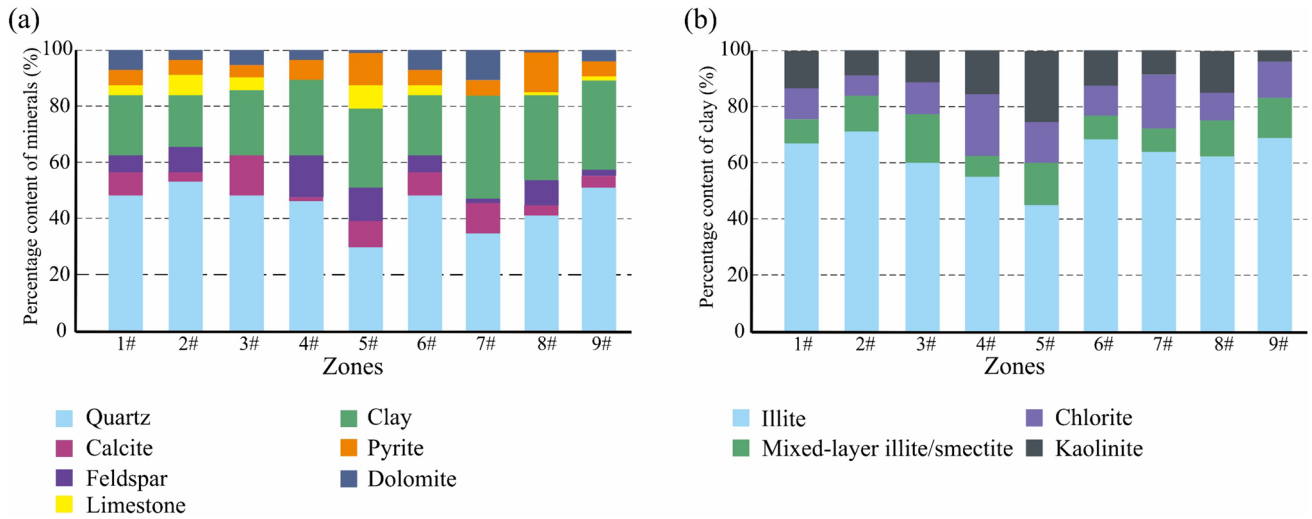 (a)
Percentage content of minerals (%)
100
80
60
40
20
0
1# 2# 3# 4# 5# 6# 7# 8# 9#
Zones
Quartz
Calcite
Feldspar
Limestone
Clay
Pyrite
Dolomite
(b)
Percentage content of clay (%)
100
80
60
40
20
0
1# 2# 3# 4# 5# 6# 7# 8# 9#
Zones
Illite
Mixed-layer illite/smectite
Chlorite
Kaolinite